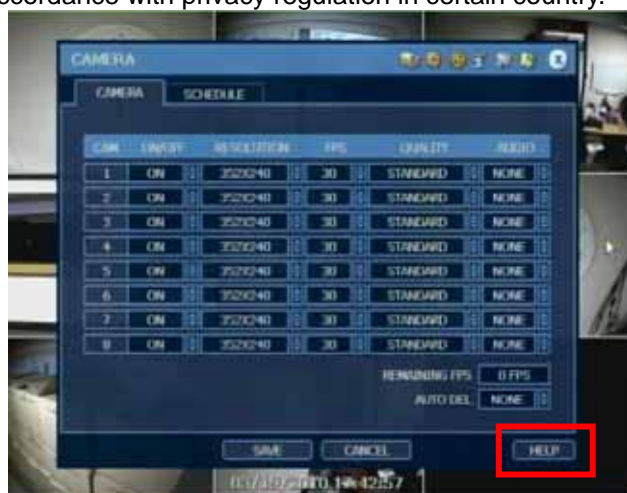 ccordance with privacy regulation in certain country.
CAMERA
CAMERA SCHEDULE
CAM ON/OFF RESOLUTION FPS QUALITY AUDIO
1 ON 352X240 30 STANDARD NONE
2 ON 352X240 30 STANDARD NONE
3 ON 352X240 30 STANDARD NONE
4 ON 352X240 30 STANDARD NONE
5 ON 352X240 30 STANDARD NONE
6 ON 352X240 30 STANDARD NONE
7 ON 352X240 30 STANDARD NONE
8 ON 352X240 30 STANDARD NONE
REMAINING FPS 0 FPS
AUTO DEL NONE
SAVE CANCEL HELP